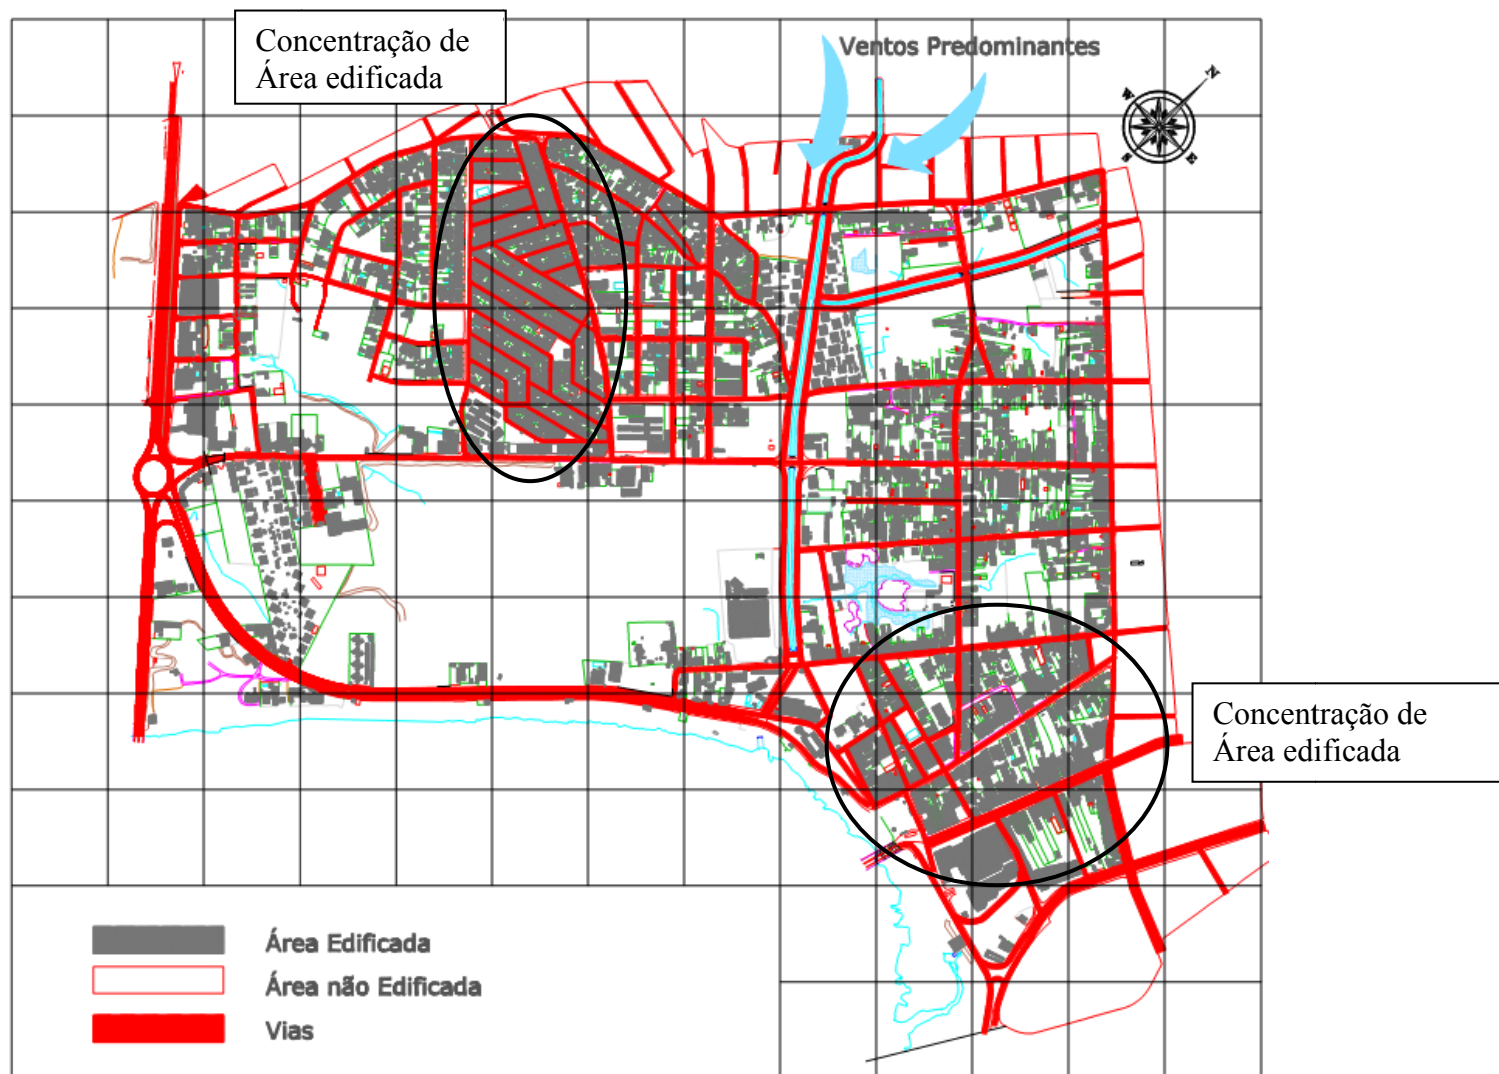 Concentração de
Área edificada
Ventos Predominantes
N
W
S
E
Concentração de
Área edificada
Área Edificada
Área não Edificada
Vias